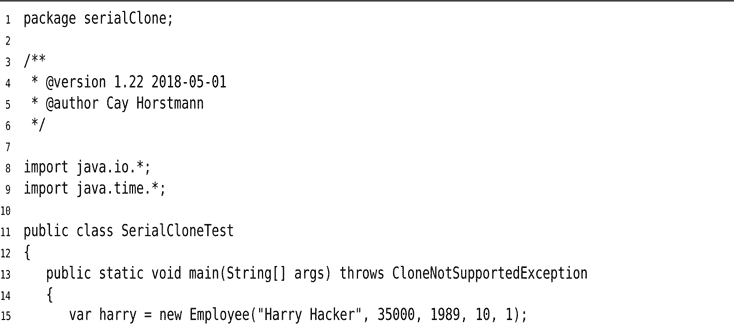 1 package serialClone;
2
3 /**
4  * @version 1.22 2018-05-01
5  * @author Cay Horstmann
6  */
7
8 import java.io.*;
9 import java.time.*;
10
11 public class SerialCloneTest
12 {
13    public static void main(String[] args) throws CloneNotSupportedException
14    {
15       var harry = new Employee("Harry Hacker", 35000, 1989, 10, 1);